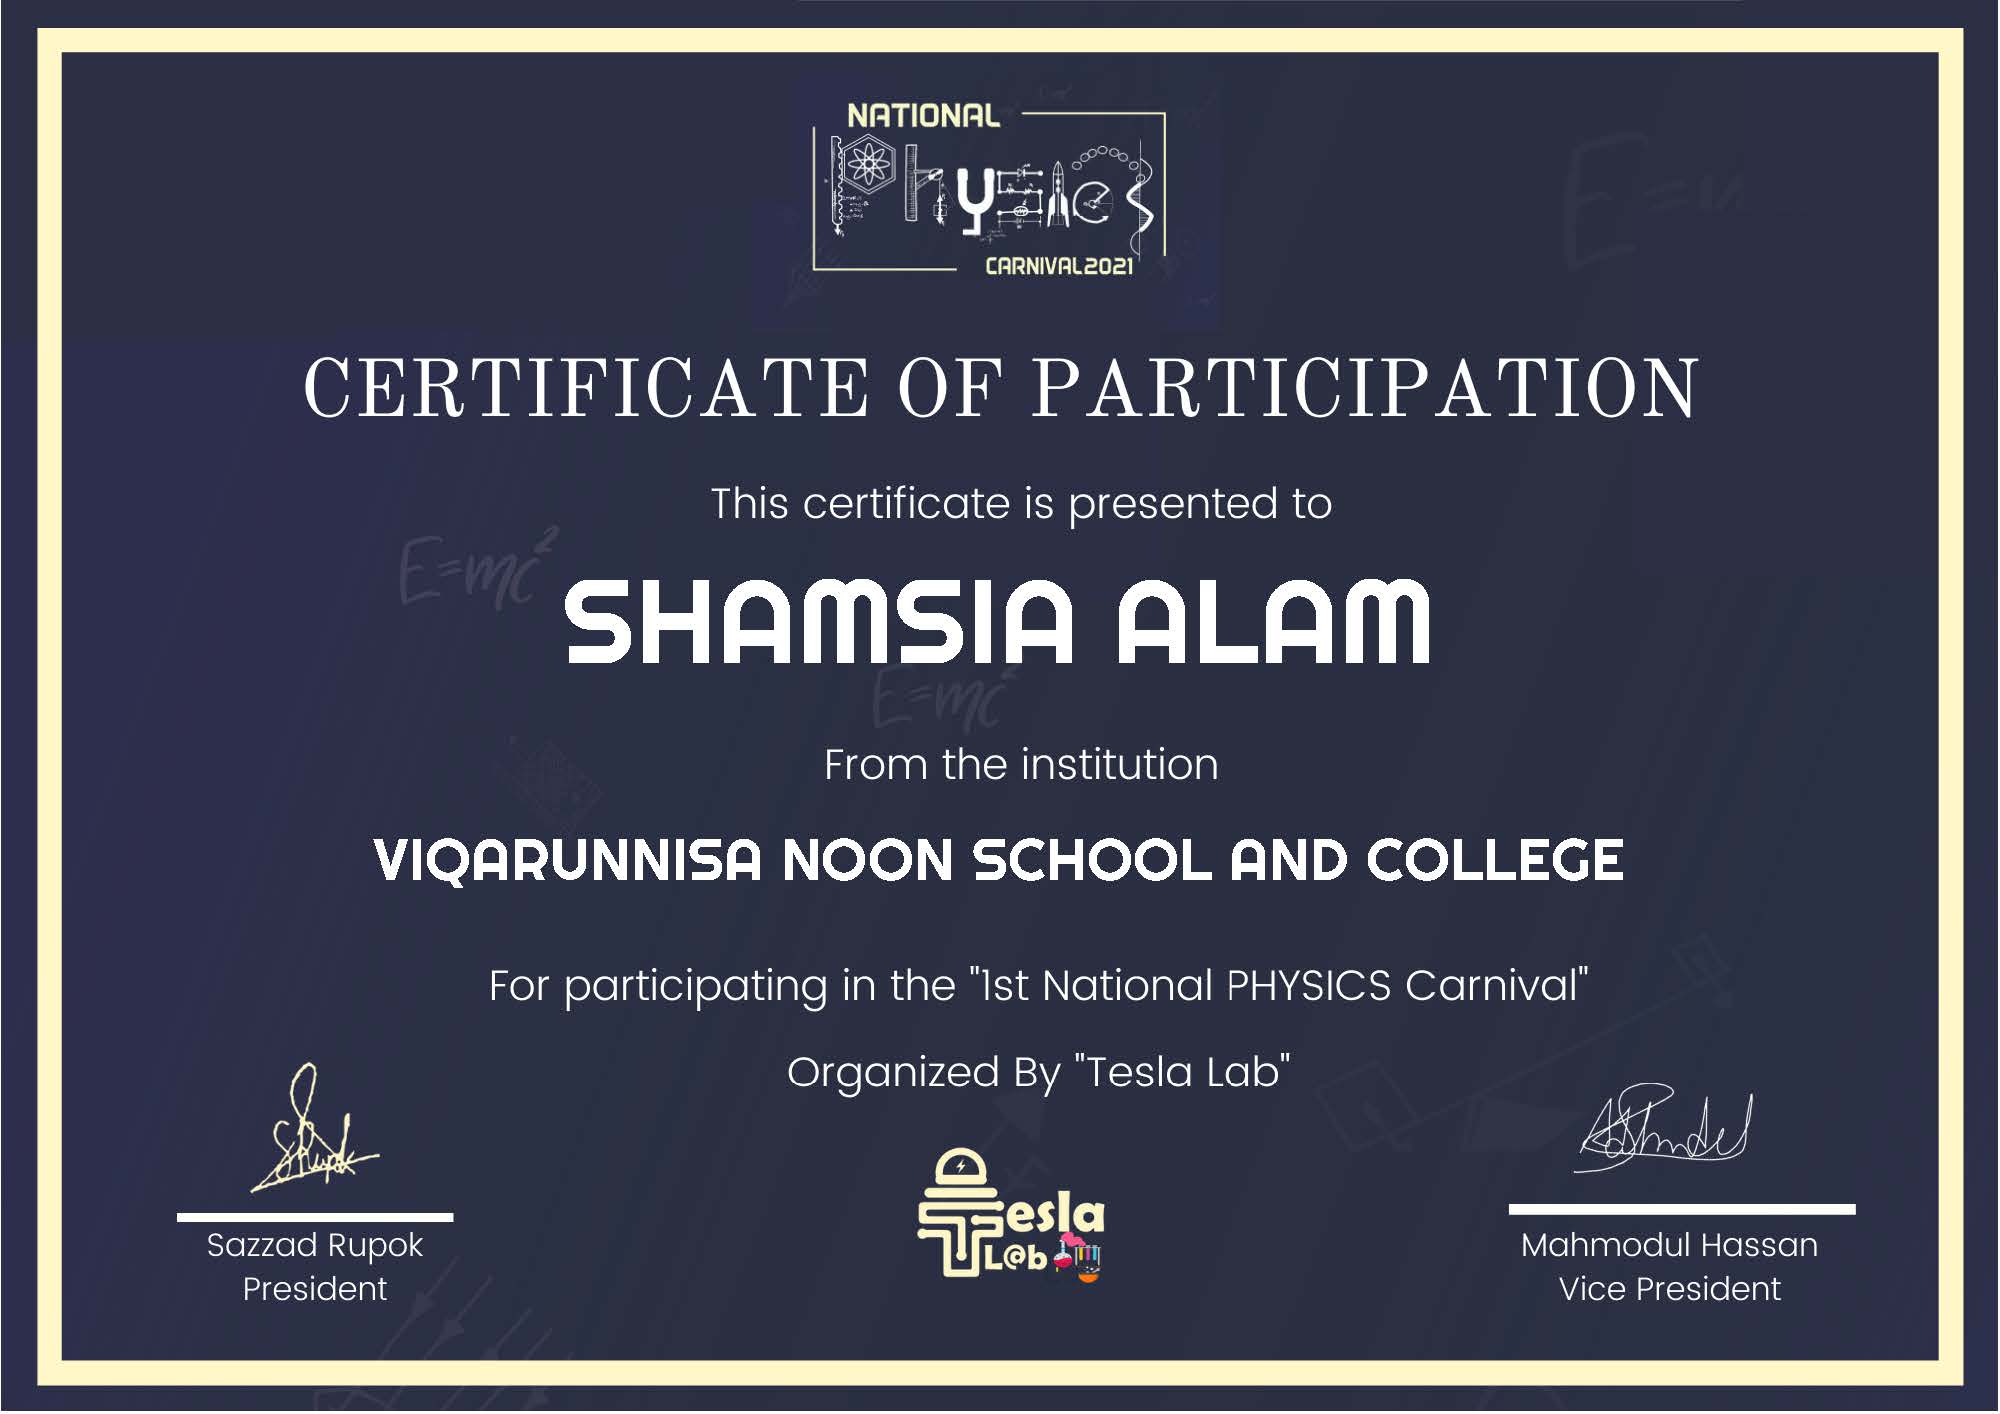 NATIONAL
Physics
CARNIVAL2021
CERTIFICATE OF PARTICIPATION
This certificate is presented to
E=mc²
SHAMSIA ALAM
E=mc²
From the institution
VIQARUNNISA NOON SCHOOL AND COLLEGE
For participating in the "1st National PHYSICS Carnival"
Organized By "Tesla Lab"
Tesla
L@b
Sazzad Rupok
President
Mahmodul Hassan
Vice President